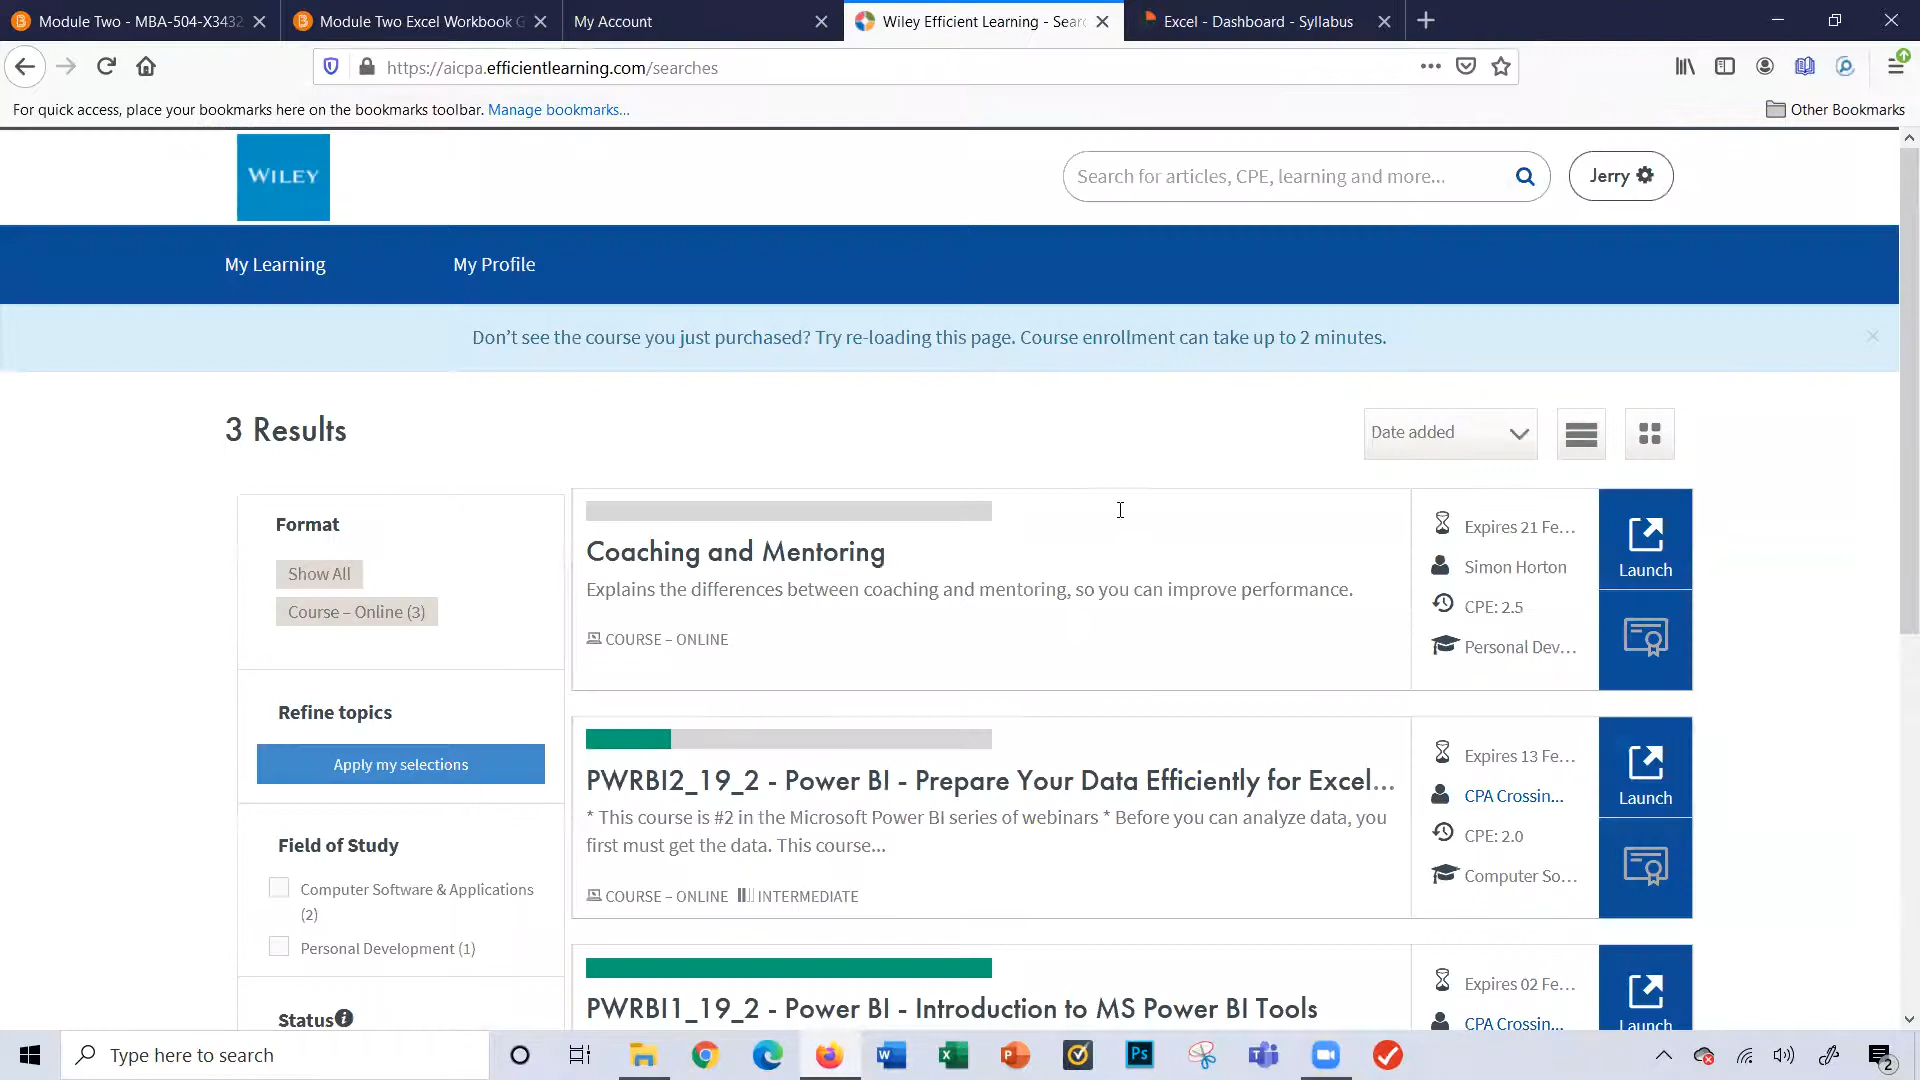 Module Two - MBA-504-X3432
Module Two Excel Workbook G
My Account
Wiley Efficient Learning - Sear
Excel - Dashboard - Syllabus
https://aicpa.efficientlearning.com/searches
For quick access, place your bookmarks here on the bookmarks toolbar. Manage bookmarks...
Other Bookmarks
WILEY
Search for articles, CPE, learning and more...
Jerry
My Learning
My Profile
Don’t see the course you just purchased? Try re-loading this page. Course enrollment can take up to 2 minutes.
3 Results
Date added
Format
Show All
Course – Online (3)
Refine topics
Apply my selections
Field of Study
Computer Software & Applications
(2)
Personal Development (1)
Status
Coaching and Mentoring
Explains the differences between coaching and mentoring, so you can improve performance.
COURSE – ONLINE
Expires 21 Fe...
Simon Horton
CPE: 2.5
Personal Dev...
Launch
PWRBI2_19_2 - Power BI - Prepare Your Data Efficiently for Excel...
* This course is #2 in the Microsoft Power BI series of webinars * Before you can analyze data, you
first must get the data. This course...
COURSE – ONLINE INTERMEDIATE
Expires 13 Fe...
CPA Crossin...
CPE: 2.0
Computer So...
Launch
PWRBI1_19_2 - Power BI - Introduction to MS Power BI Tools
Expires 02 Fe...
CPA Crossin...
Launch
Type here to search
2